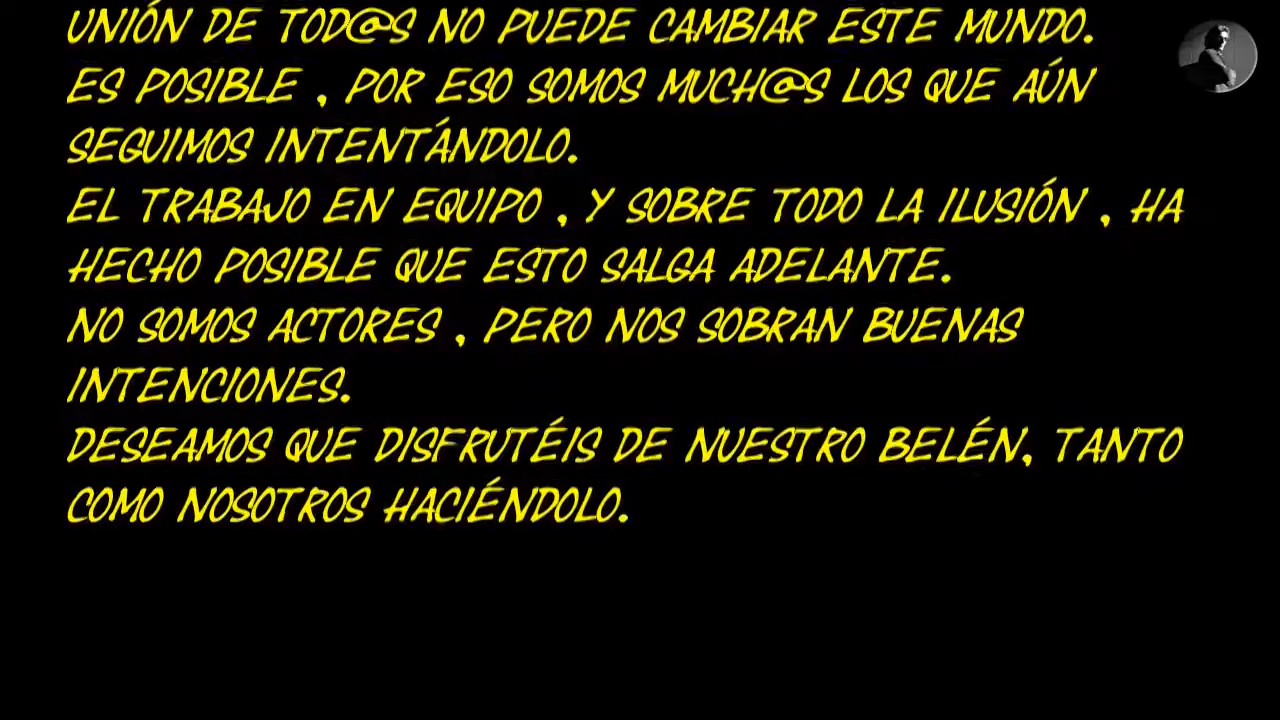 UNIÓN DE TOD@S NO PUEDE CAMBIAR ESTE MUNDO.
ES POSIBLE , POR ESO SOMOS MUCH@S LOS QUE AÚN
SEGUIMOS INTENTÁNDOLO.
EL TRABAJO EN EQUIPO , Y SOBRE TODO LA ILUSIÓN , HA
HECHO POSIBLE QUE ESTO SALGA ADELANTE.
NO SOMOS ACTORES , PERO NOS SOBRAN BUENAS
INTENCIONES.
DESEAMOS QUE DISFRUTÉIS DE NUESTRO BELÉN, TANTO
COMO NOSOTROS HACIÉNDOLO.